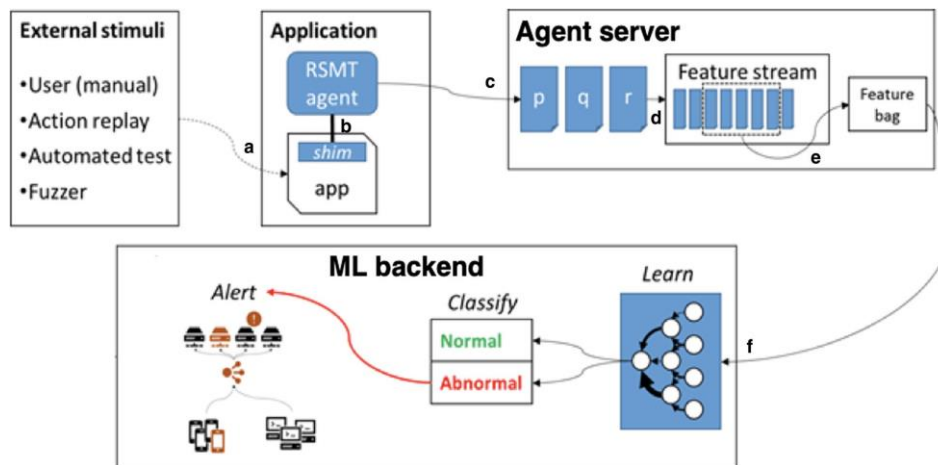 External stimuli
•User (manual)
•Action replay
•Automated test
•Fuzzer
a
Application
RSMT
agent
b
shim
app
c
Agent server
p q r
d
Feature stream
e
Feature
bag
f
ML backend
Learn
Classify
Normal
Abnormal
Alert
!